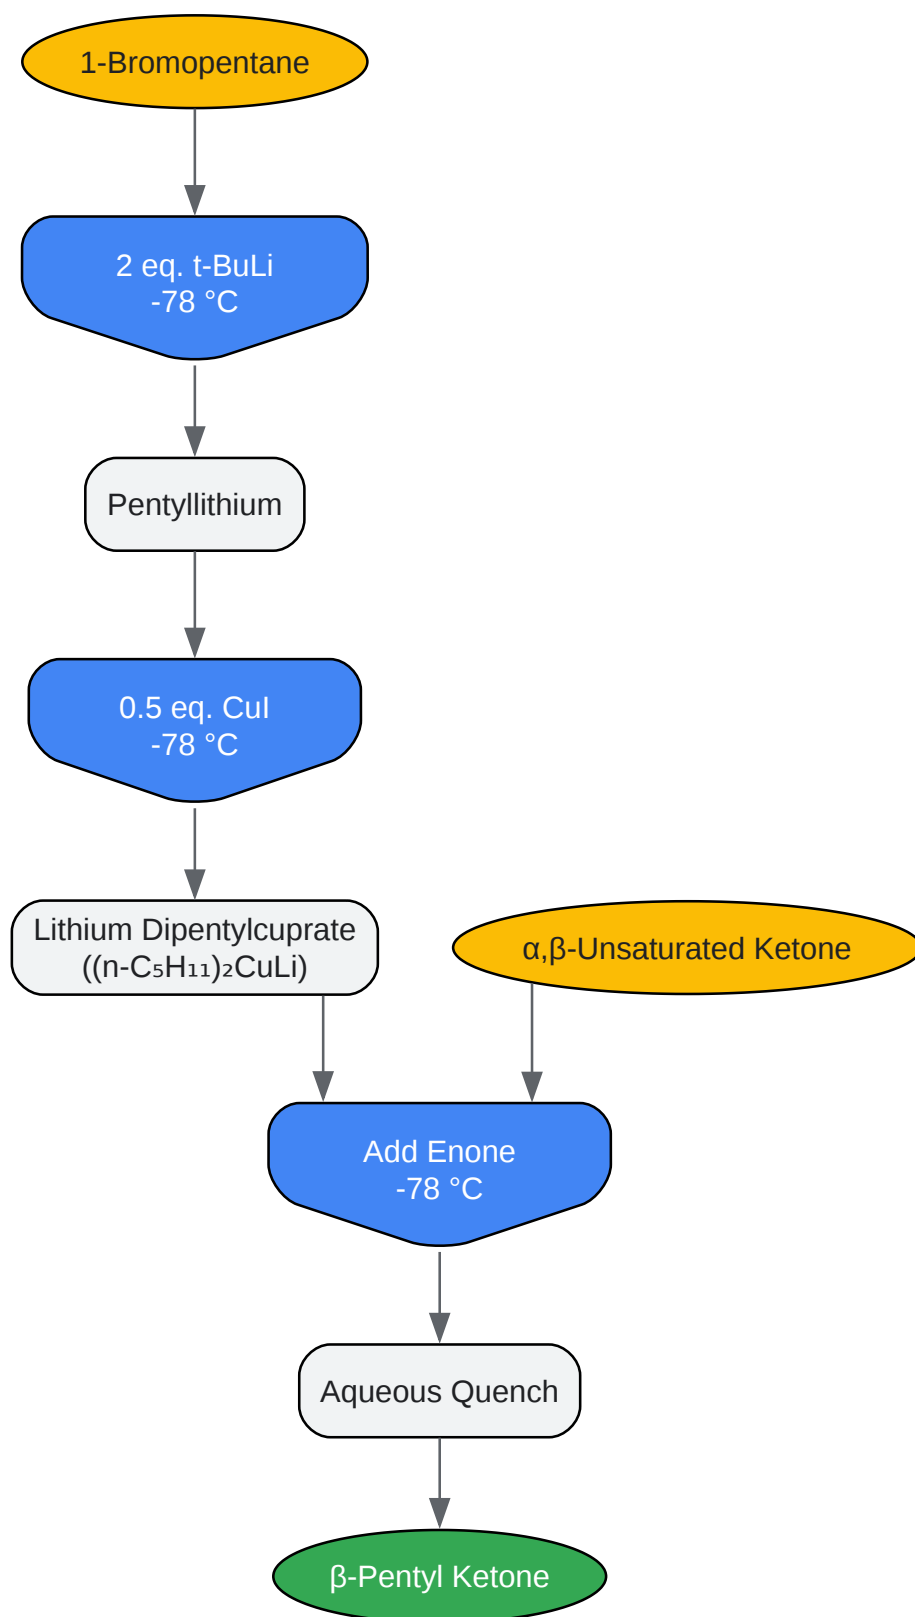 1-Bromopentane
2 eq. t-BuLi
-78 °C
Pentyllithium
0.5 eq. CuI
-78 °C
Lithium Dipentylcuprate
((n-C₅H₁₁)₂CuLi)
α,β-Unsaturated Ketone
Add Enone
-78 °C
Aqueous Quench
β-Pentyl Ketone